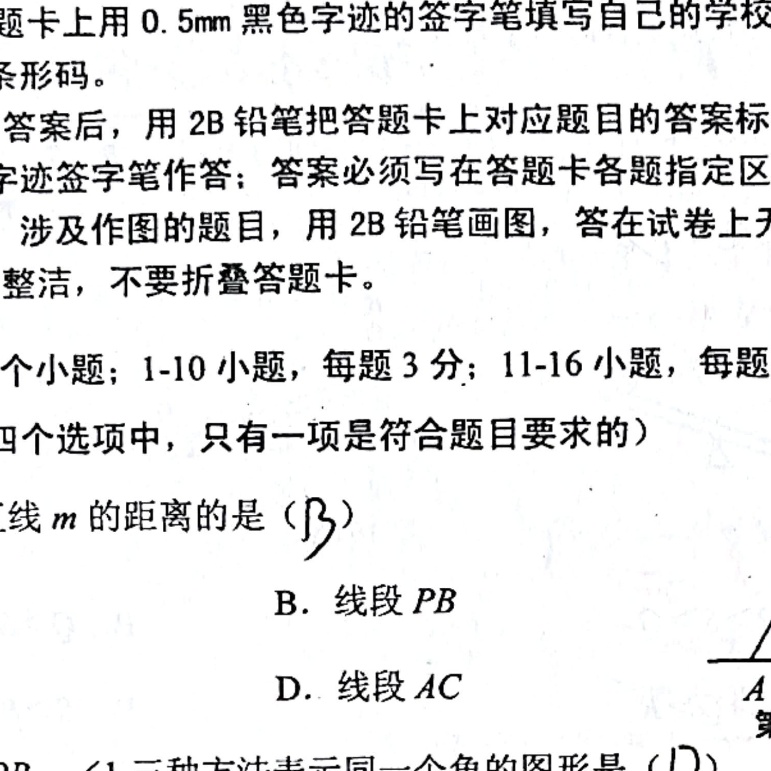 题卡上用 0.5mm 黑色字迹的签字笔填写自己的学校
条形码。
答案后，用 2B 铅笔把答题卡上对应题目的答案标
字迹签字笔作答；答案必须写在答题卡各题指定区
涉及作图的题目，用 2B 铅笔画图，答在试卷上无
整洁，不要折叠答题卡。
个小题；1-10 小题，每题 3 分；11-16 小题，每题
四个选项中，只有一项是符合题目要求的）
线 m 的距离的是（B）
B. 线段 PB
D. 线段 AC
A
第
三种方法表示同一个角的图形是（D）